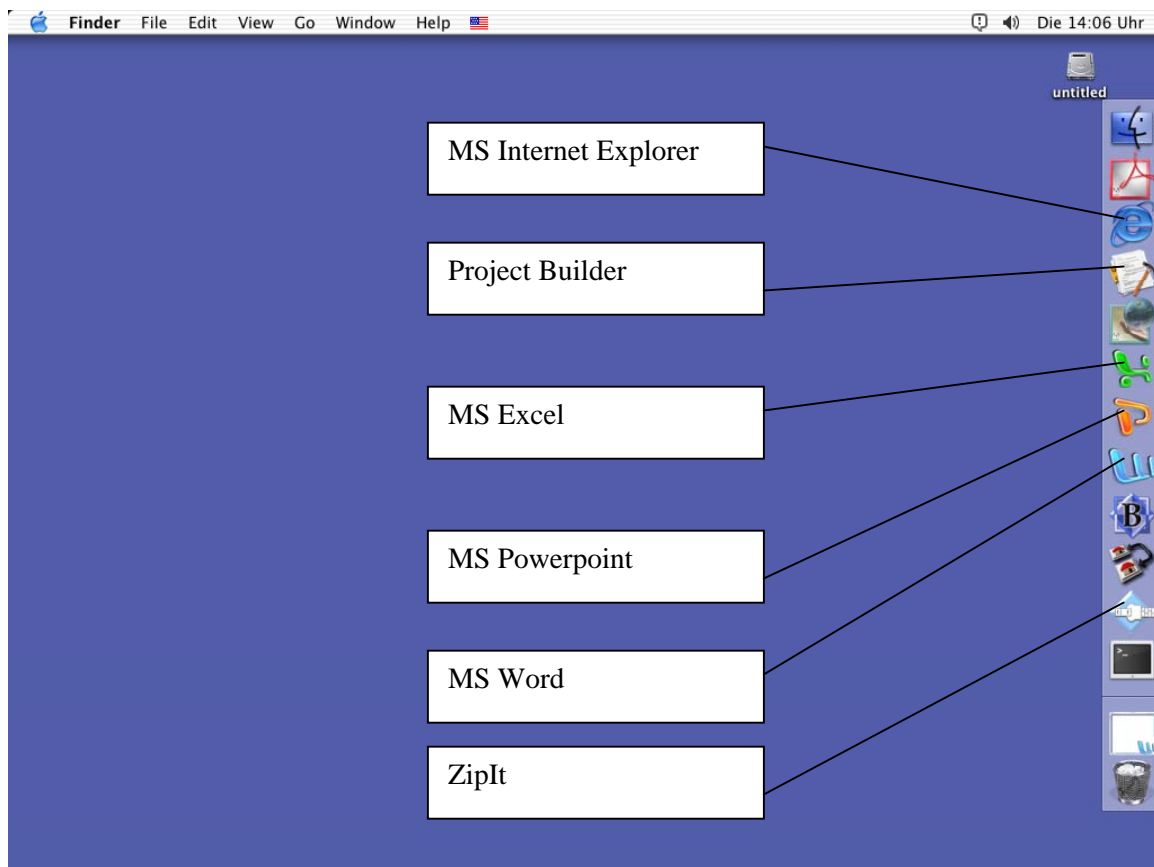 Finder File Edit View Go Window Help Die 14:06 Uhr
untitled
MS Internet Explorer
Project Builder
MS Excel
MS Powerpoint
MS Word
B
ZipIt
>_